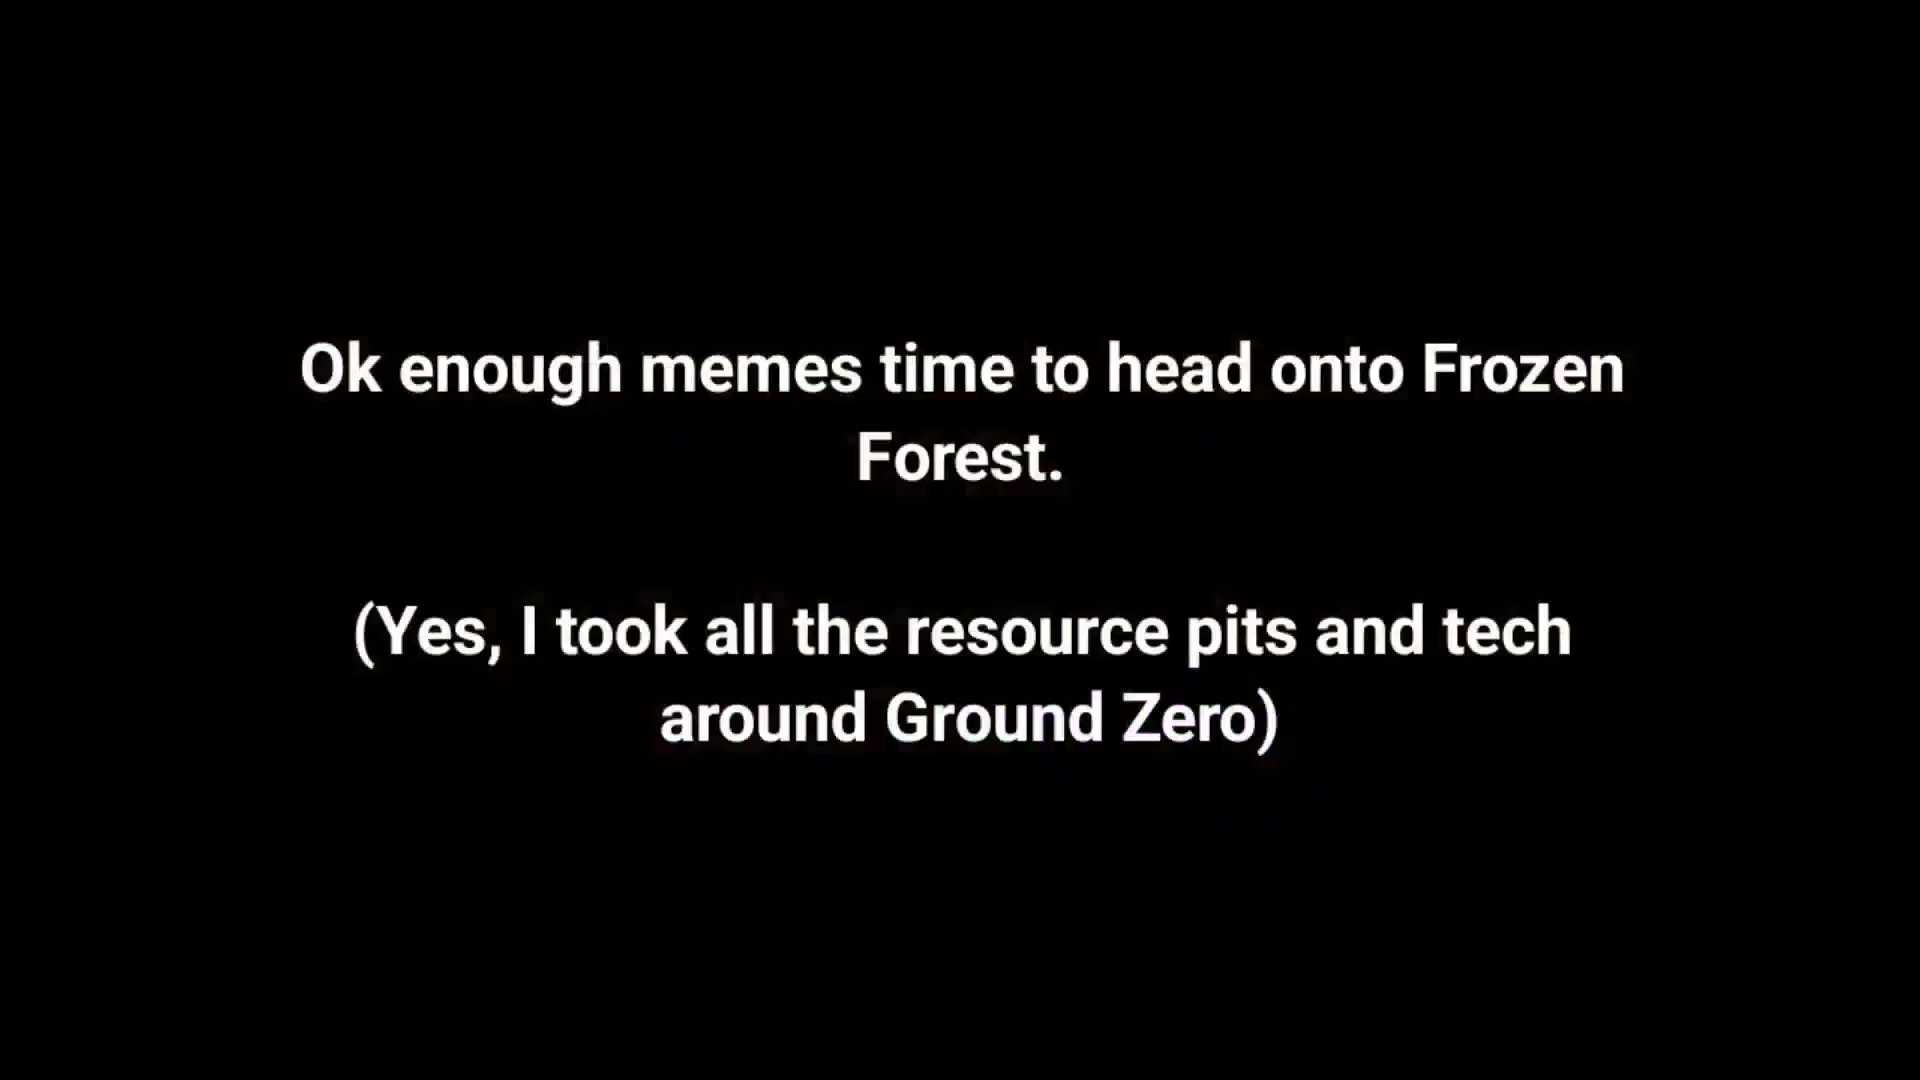 Ok enough memes time to head onto Frozen
Forest.
(Yes, I took all the resource pits and tech
around Ground Zero)